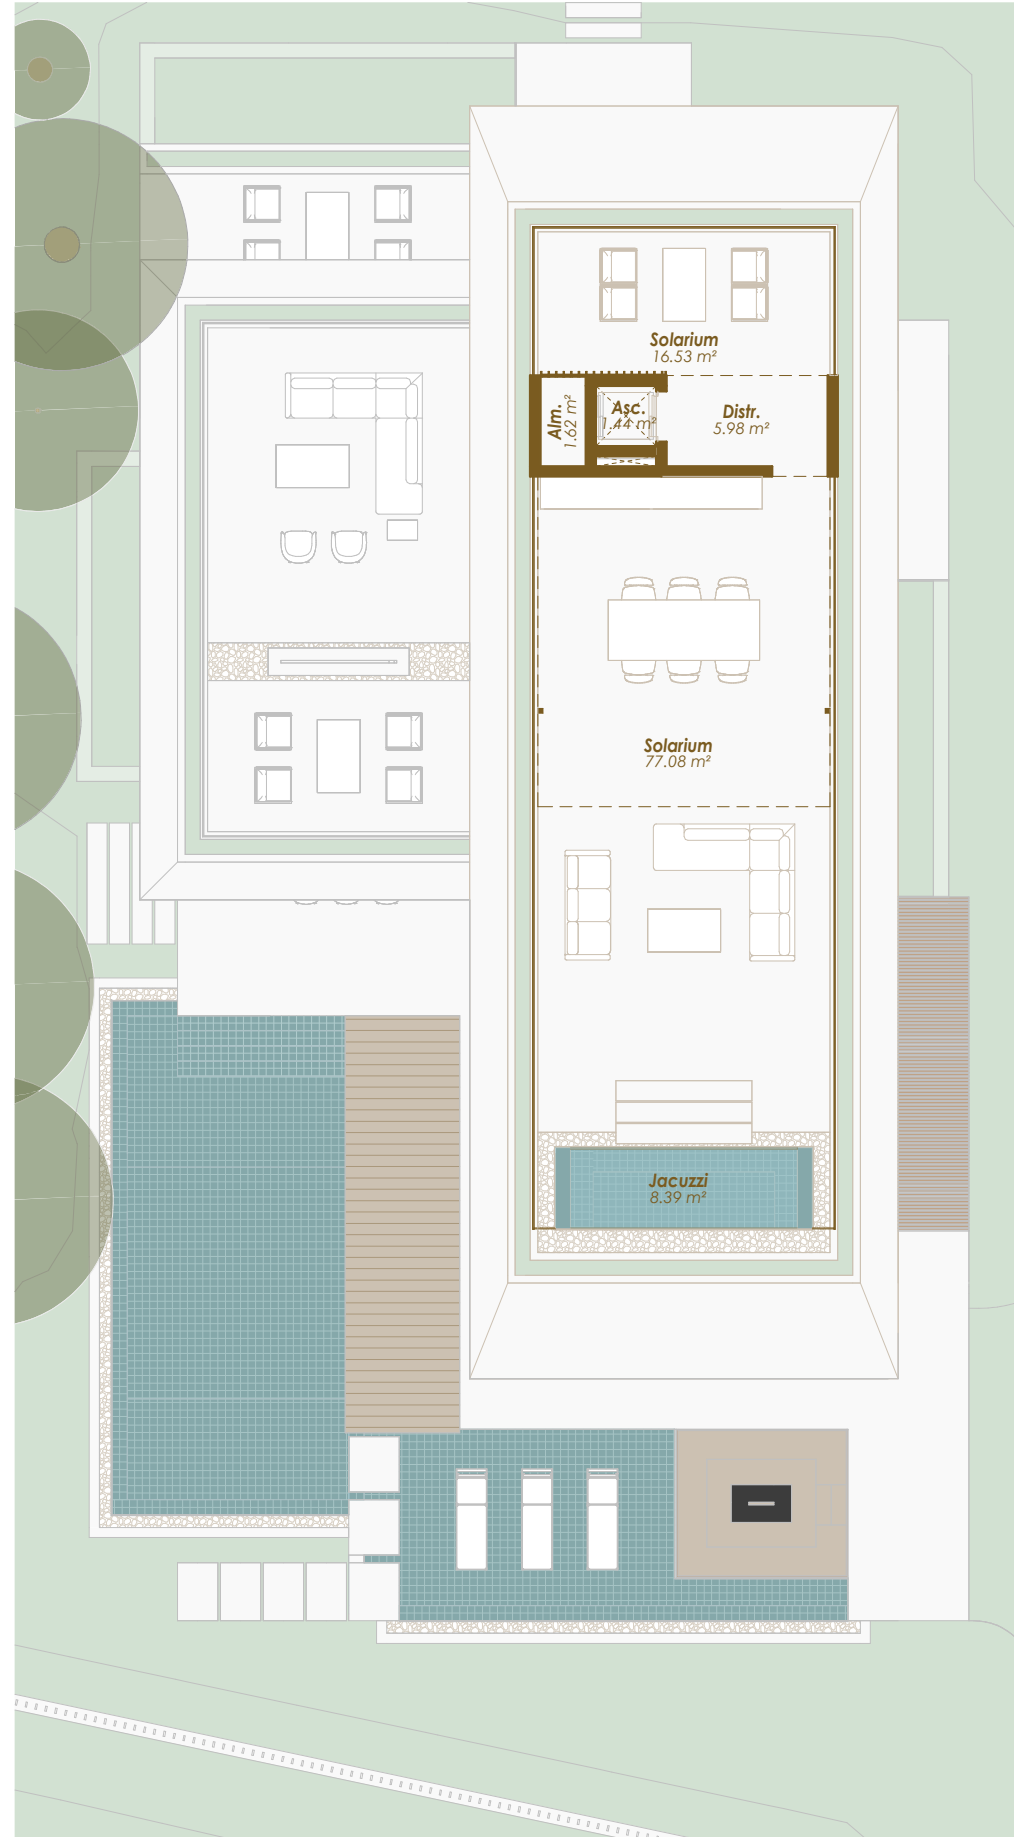 Solarium
16.53 m²
Alm.
1.62 m²
Asc.
1.44 m²
Distr.
5.98 m²
Solarium
77.08 m²
Jacuzzi
8.39 m²